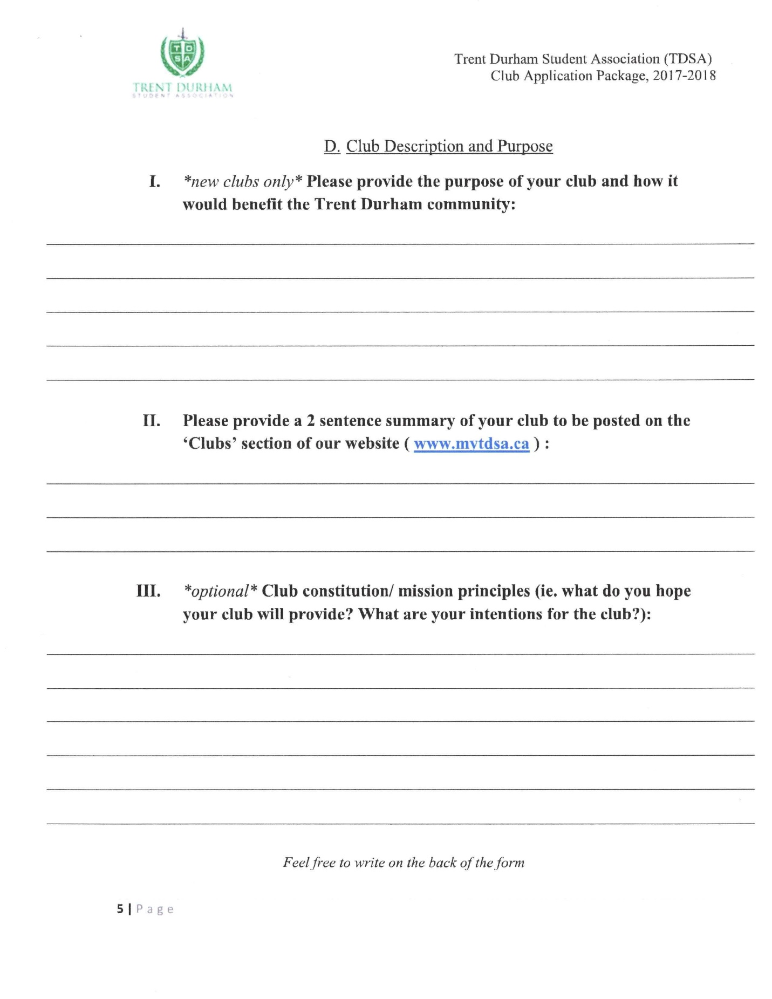 T D
S A
TRENT DURHAM
STUDENT ASSOCIATION
Trent Durham Student Association (TDSA)
Club Application Package, 2017-2018
D. Club Description and Purpose
I. *new clubs only* Please provide the purpose of your club and how it
would benefit the Trent Durham community:
II. Please provide a 2 sentence summary of your club to be posted on the
‘Clubs’ section of our website ( www.mytdsa.ca ) :
III. *optional* Club constitution/ mission principles (ie. what do you hope
your club will provide? What are your intentions for the club?):
Feel free to write on the back of the form
5 | Page